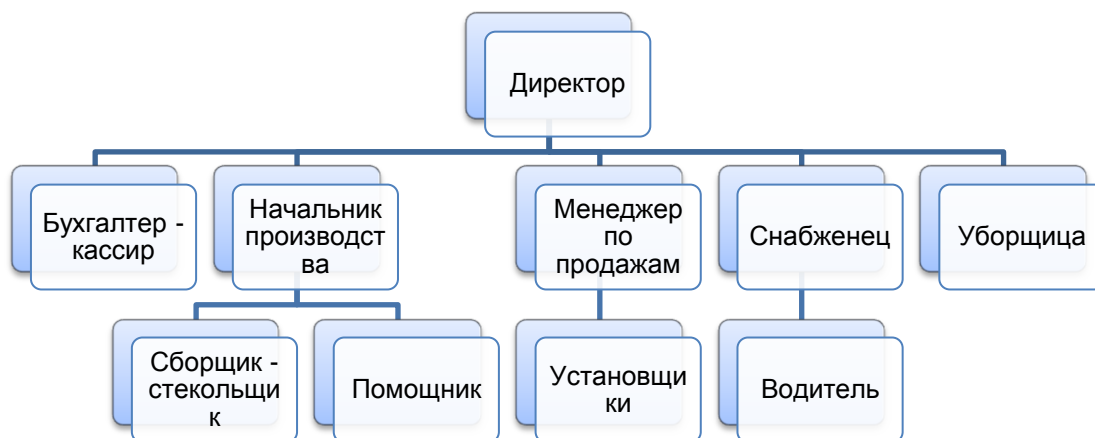 Директор
Бухгалтер -
кассир
Начальник
производст
ва
Менеджер
по
продажам
Снабженец
Уборщица
Сборщик -
стекольщи
к
Помощник
Установщи
ки
Водитель